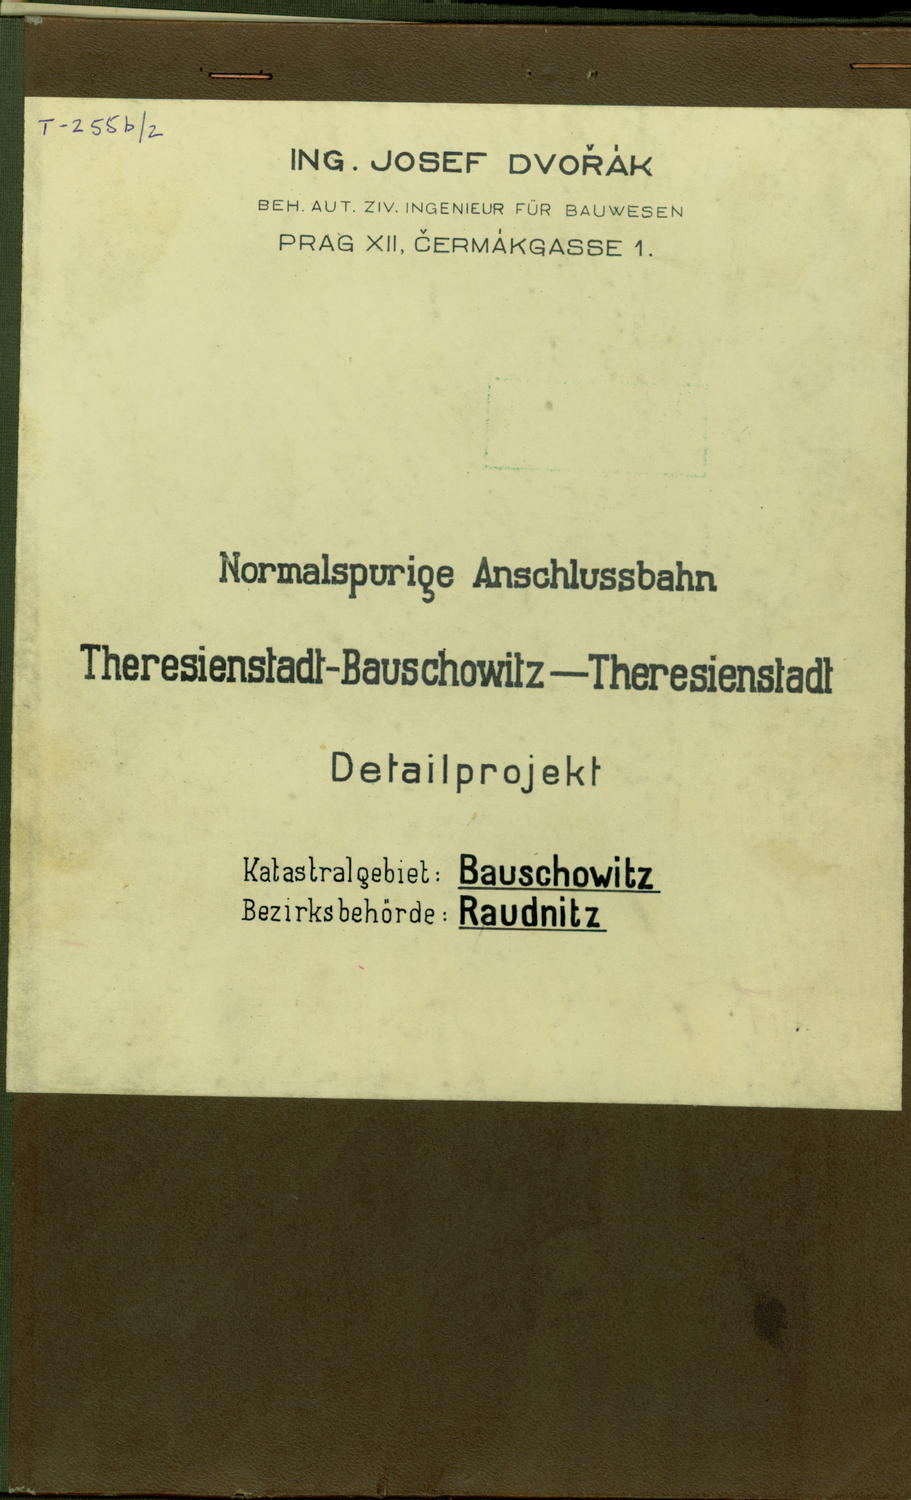 T-255b/2
ING. JOSEF DVOŘÁK
BEH. AUT. ZIV. INGENIEUR FÜR BAUWESEN
PRAG XII, ČERMÁKGASSE 1.
Normalspurige Anschlussbahn
Theresienstadt-Bauschowitz—Theresienstadt
Detailprojekt
Katastralgebiet: Bauschowitz
Bezirksbehörde: Raudnitz